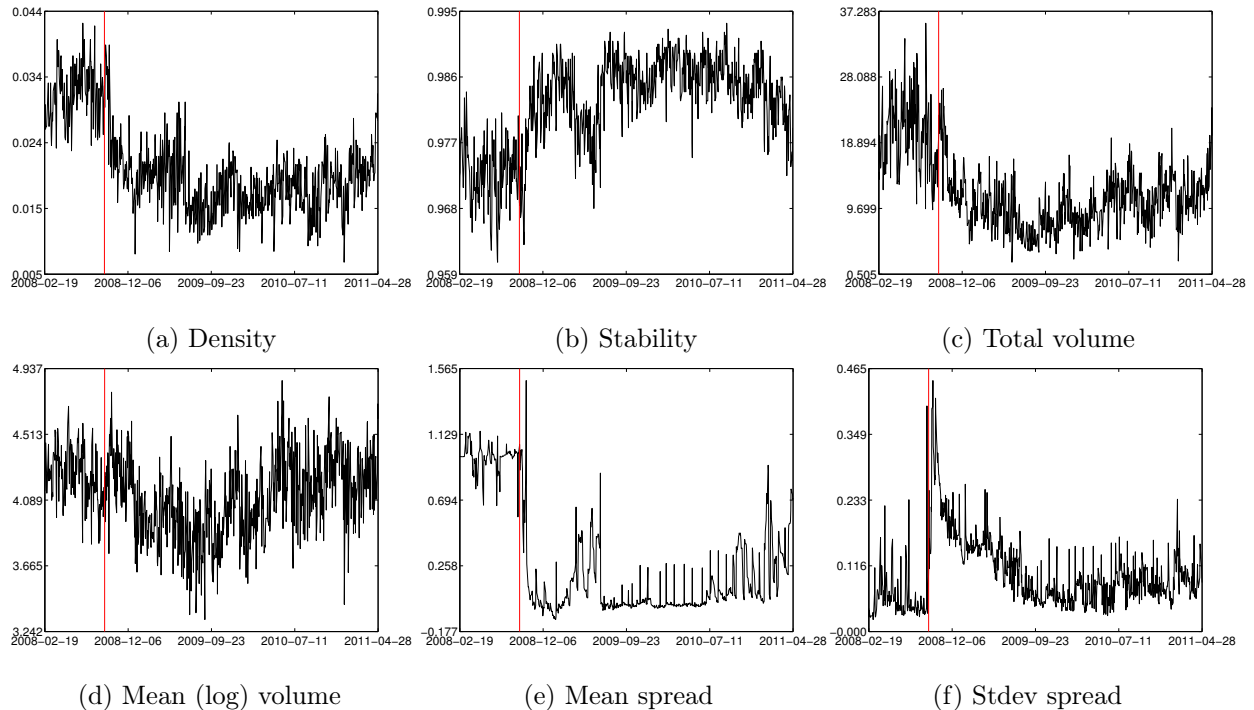 0.044
0.034
0.024
0.015
0.005
2008−02−19 2008−12−06 2009−09−23 2010−07−11 2011−04−28
(a) Density
0.995
0.986
0.977
0.968
0.959
2008−02−19 2008−12−06 2009−09−23 2010−07−11 2011−04−28
(b) Stability
37.283
28.088
18.894
9.699
0.505
2008−02−19 2008−12−06 2009−09−23 2010−07−11 2011−04−28
(c) Total volume
4.937
4.513
4.089
3.665
3.242
2008−02−19 2008−12−06 2009−09−23 2010−07−11 2011−04−28
(d) Mean (log) volume
1.565
1.129
0.694
0.258
−0.177
2008−02−19 2008−12−06 2009−09−23 2010−07−11 2011−04−28
(e) Mean spread
0.465
0.349
0.233
0.116
−0.000
2008−02−19 2008−12−06 2009−09−23 2010−07−11 2011−04−28
(f) Stdev spread